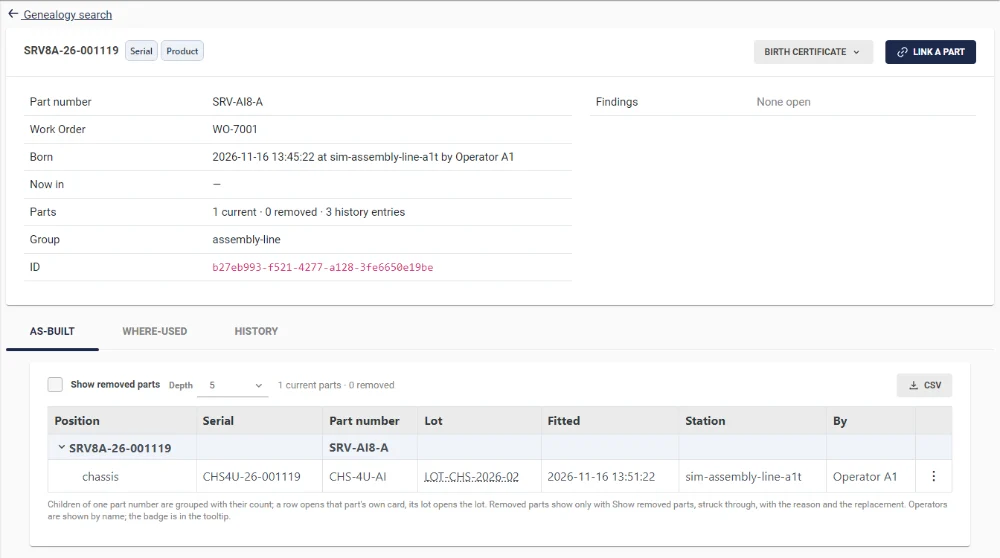 ← Genealogy search
SRV8A-26-001119 Serial Product
BIRTH CERTIFICATE LINK A PART
Part number SRV-AI8-A
Work Order WO-7001
Born 2026-11-16 13:45:22 at sim-assembly-line-a1t by Operator A1
Now in —
Parts 1 current · 0 removed · 3 history entries
Group assembly-line
ID b27eb993-f521-4277-a128-3fe6650e19be
Findings None open
AS-BUILT WHERE-USED HISTORY
Show removed parts Depth 5 1 current parts · 0 removed CSV
Position Serial Part number Lot Fitted Station By
SRV8A-26-001119 SRV-AI8-A
chassis CHS4U-26-001119 CHS-4U-AI LOT-CHS-2026-02 2026-11-16 13:51:22 sim-assembly-line-a1t Operator A1
Children of one part number are grouped with their count; a row opens that part's own card, its lot opens the lot. Removed parts show only with Show removed parts, struck through, with the reason and the replacement. Operators
are shown by name; the badge is in the tooltip.